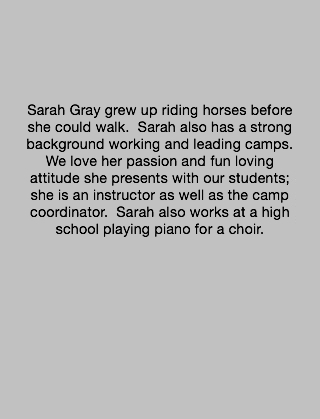 Sarah Gray grew up riding horses before
she could walk.  Sarah also has a strong
background working and leading camps.
We love her passion and fun loving
attitude she presents with our students;
she is an instructor as well as the camp
coordinator.  Sarah also works at a high
school playing piano for a choir.